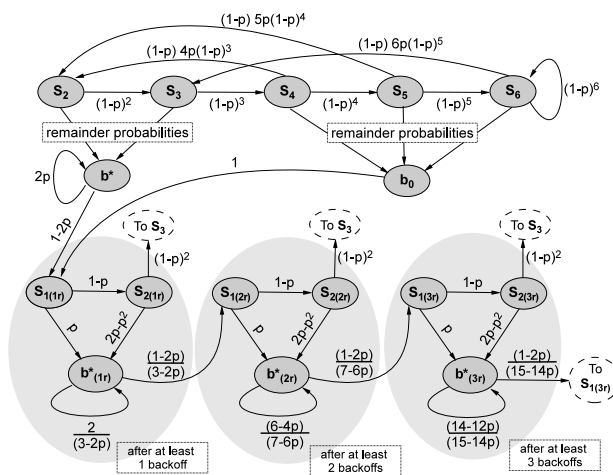 (1-p) 5p(1-p)⁴
(1-p) 4p(1-p)³
(1-p) 6p(1-p)⁵
S₂
S₃
S₄
S₅
S₆
(1-p)²
(1-p)³
(1-p)⁴
(1-p)⁵
(1-p)⁶
remainder probabilities
remainder probabilities
2p
b*
1
b₀
1-2p
To S₃
To S₃
To S₃
(1-p)²
(1-p)²
(1-p)²
S₁₍₁ᵣ₎
1-p
S₂₍₁ᵣ₎
S₁₍₂ᵣ₎
1-p
S₂₍₂ᵣ₎
S₁₍₃ᵣ₎
1-p
S₂₍₃ᵣ₎
p
2p-p²
p
2p-p²
p
2p-p²
b*₍₁ᵣ₎
(1-2p)
(3-2p)
b*₍₂ᵣ₎
(1-2p)
(7-6p)
b*₍₃ᵣ₎
(1-2p)
(15-14p)
To
S₁₍₃ᵣ₎
2
(3-2p)
(6-4p)
(7-6p)
(14-12p)
(15-14p)
after at least
1 backoff
after at least
2 backoffs
after at least
3 backoffs